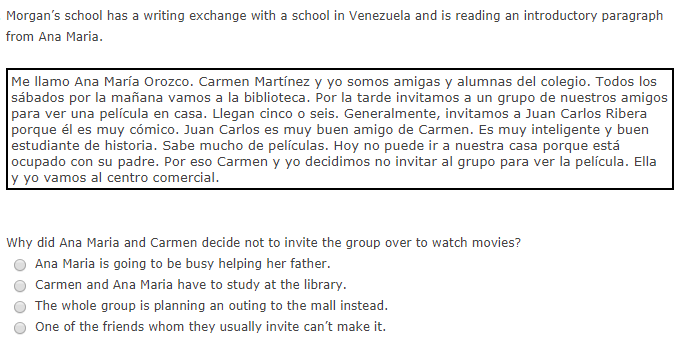 Morgan’s school has a writing exchange with a school in Venezuela and is reading an introductory paragraph
from Ana Maria.
Me llamo Ana María Orozco. Carmen Martínez y yo somos amigas y alumnas del colegio. Todos los
sábados por la mañana vamos a la biblioteca. Por la tarde invitamos a un grupo de nuestros amigos
para ver una película en casa. Llegan cinco o seis. Generalmente, invitamos a Juan Carlos Ribera
porque él es muy cómico. Juan Carlos es muy buen amigo de Carmen. Es muy inteligente y buen
estudiante de historia. Sabe mucho de películas. Hoy no puede ir a nuestra casa porque está
ocupado con su padre. Por eso Carmen y yo decidimos no invitar al grupo para ver la película. Ella
y yo vamos al centro comercial.
Why did Ana Maria and Carmen decide not to invite the group over to watch movies?
Ana Maria is going to be busy helping her father.
Carmen and Ana Maria have to study at the library.
The whole group is planning an outing to the mall instead.
One of the friends whom they usually invite can’t make it.